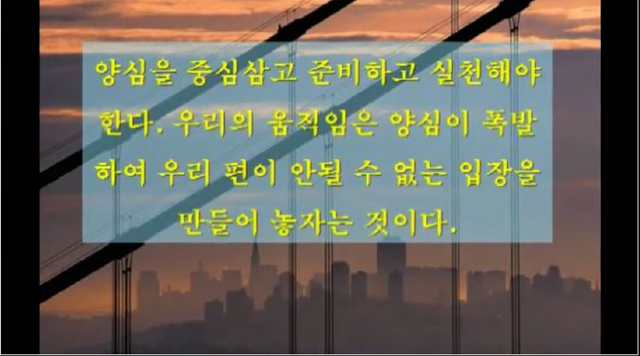 양심을 중심삼고 준비하고 실천해야
한다. 우리의 움직임은 양심이 폭발
하여 우리 편이 안될 수 없는 입장을
만들어 놓자는 것이다.